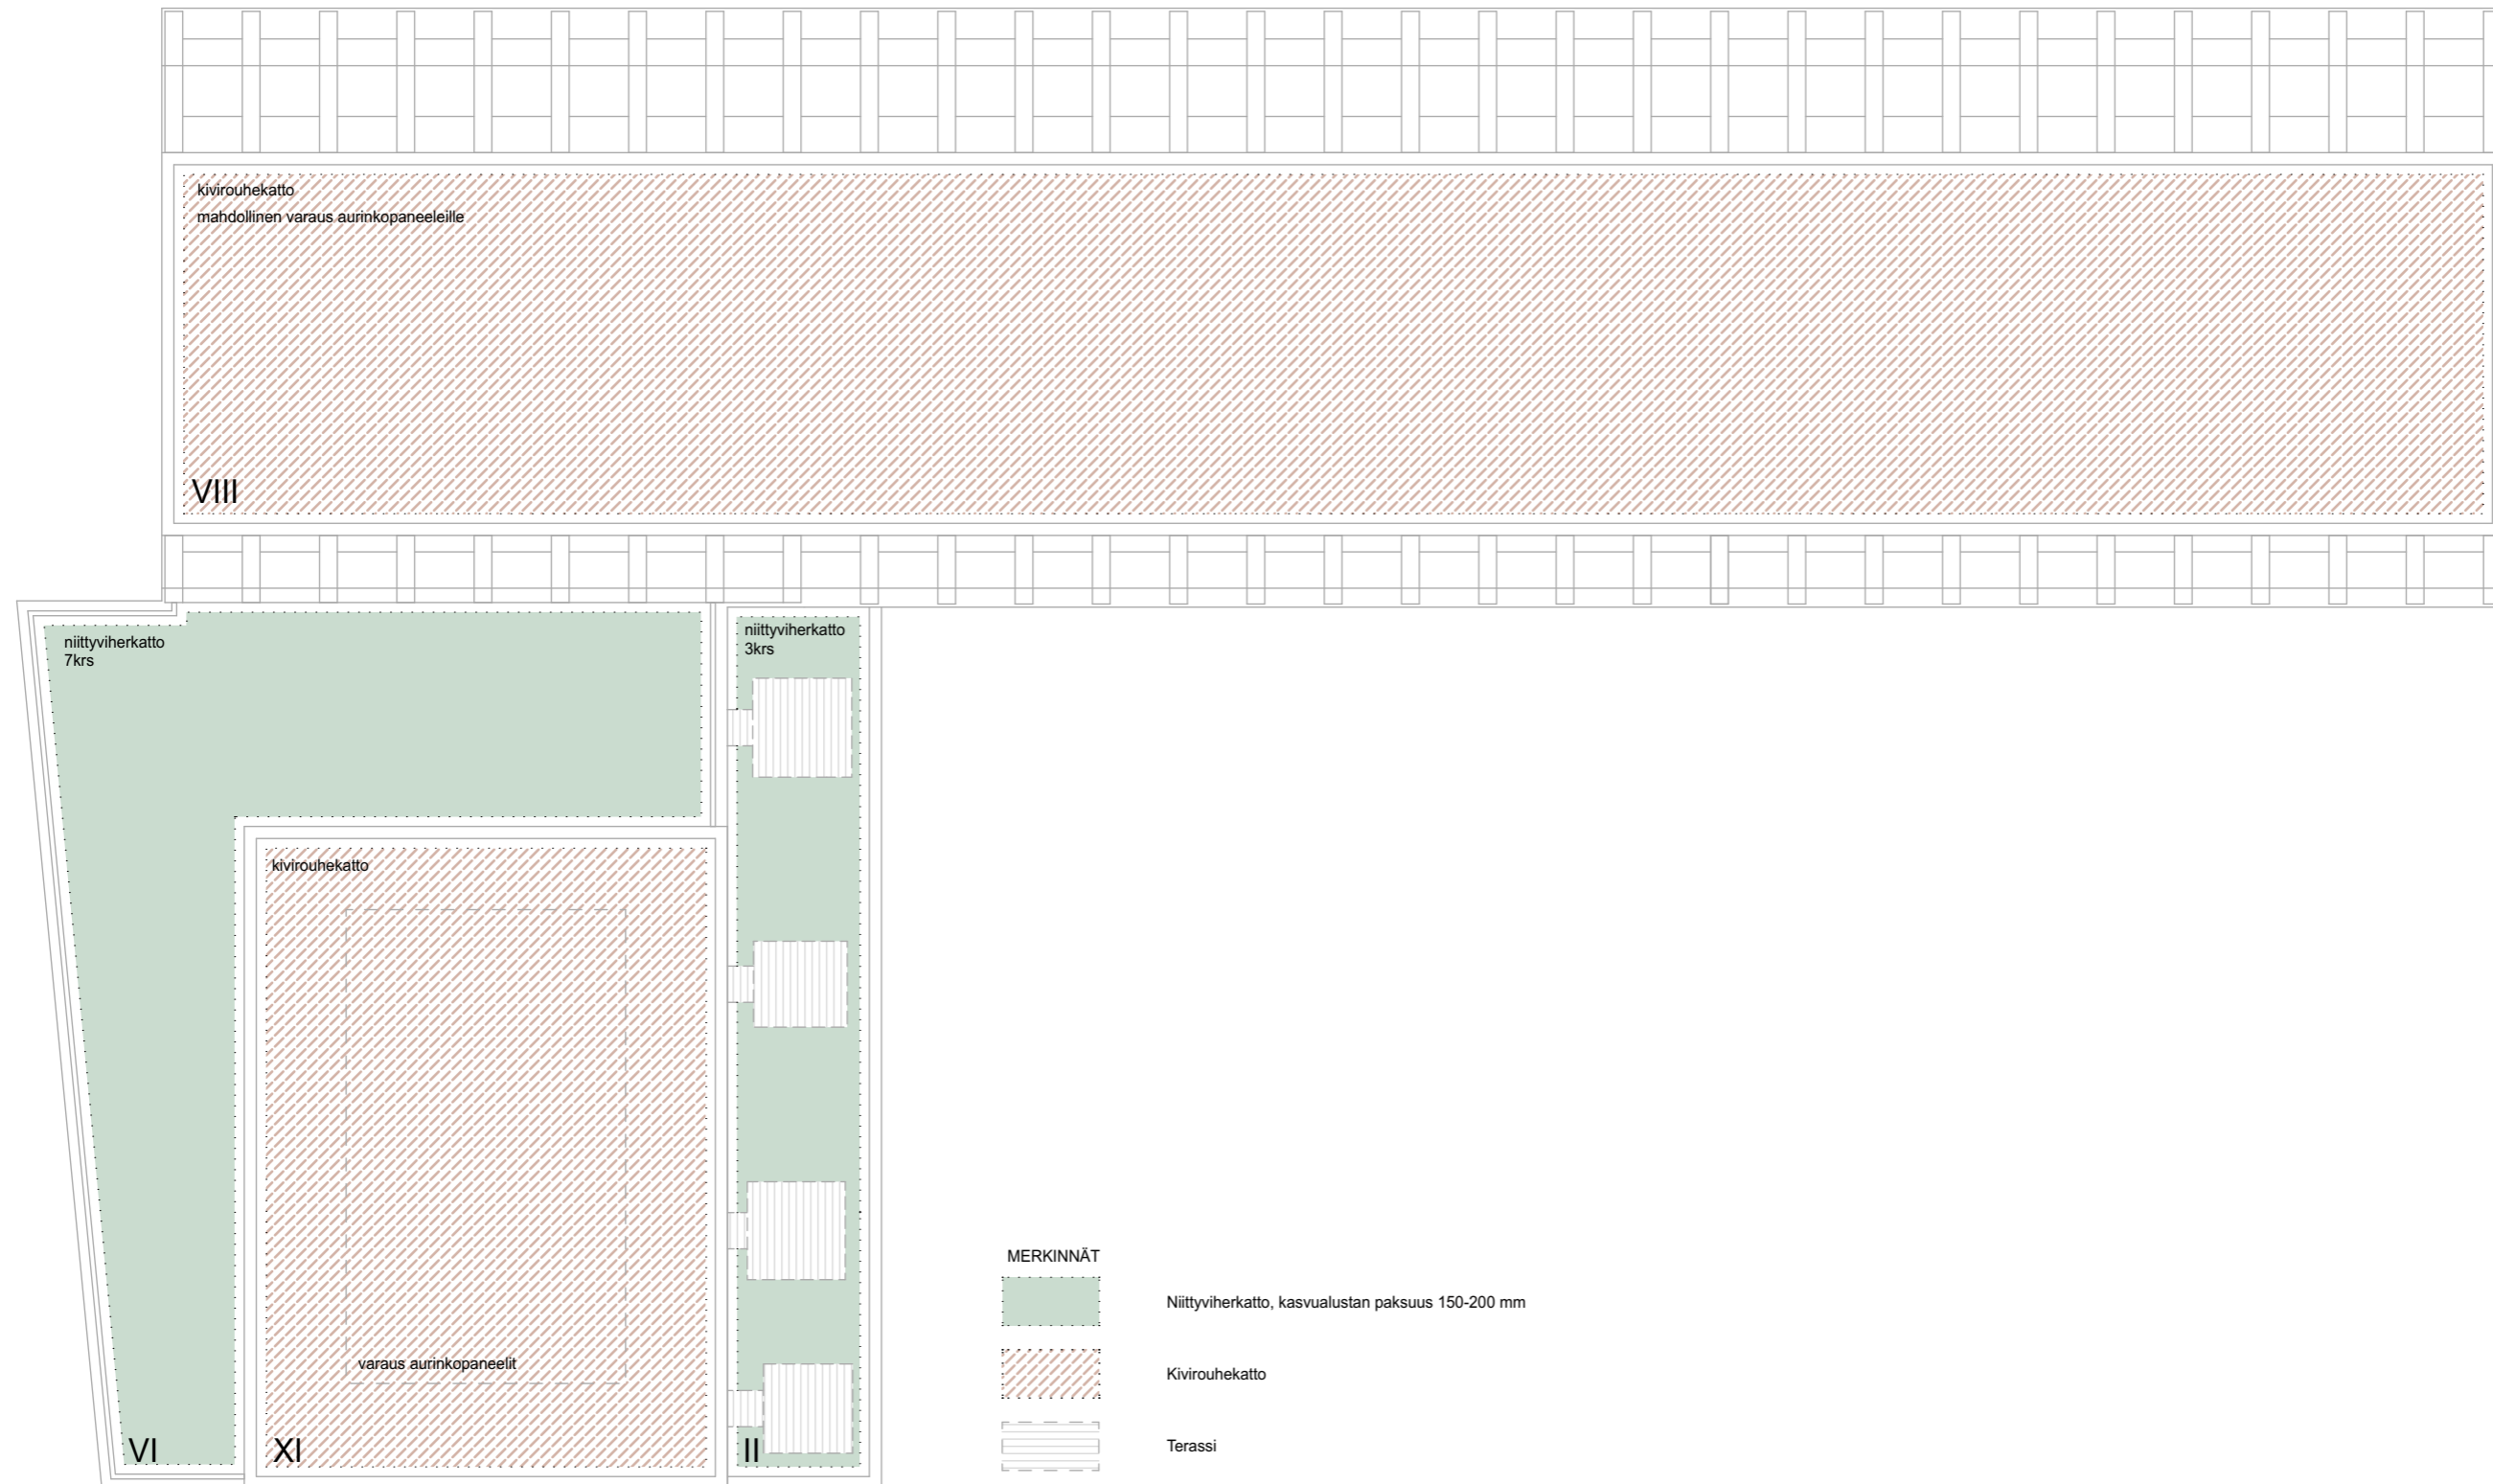 kivirouhekatto
mahdollinen varaus aurinkopaneeleille
VIII
niittyviherkatto
7krs
niittyviherkatto
3krs
kivirouhekatto
varaus aurinkopaneelit
VI
XI
II
MERKINNÄT
Niittyviherkatto, kasvualustan paksuus 150-200 mm
Kivirouhekatto
Terassi